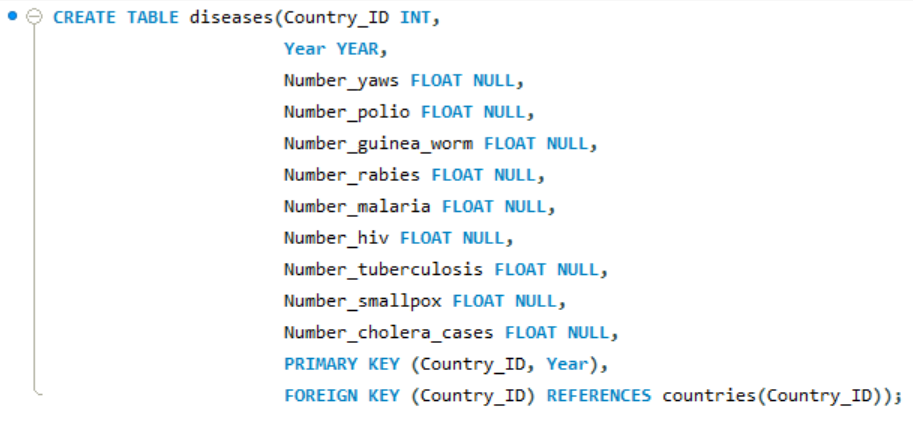 CREATE TABLE diseases(Country_ID INT,
Year YEAR,
Number_yaws FLOAT NULL,
Number_polio FLOAT NULL,
Number_guinea_worm FLOAT NULL,
Number_rabies FLOAT NULL,
Number_malaria FLOAT NULL,
Number_hiv FLOAT NULL,
Number_tuberculosis FLOAT NULL,
Number_smallpox FLOAT NULL,
Number_cholera_cases FLOAT NULL,
PRIMARY KEY (Country_ID, Year),
FOREIGN KEY (Country_ID) REFERENCES countries(Country_ID));